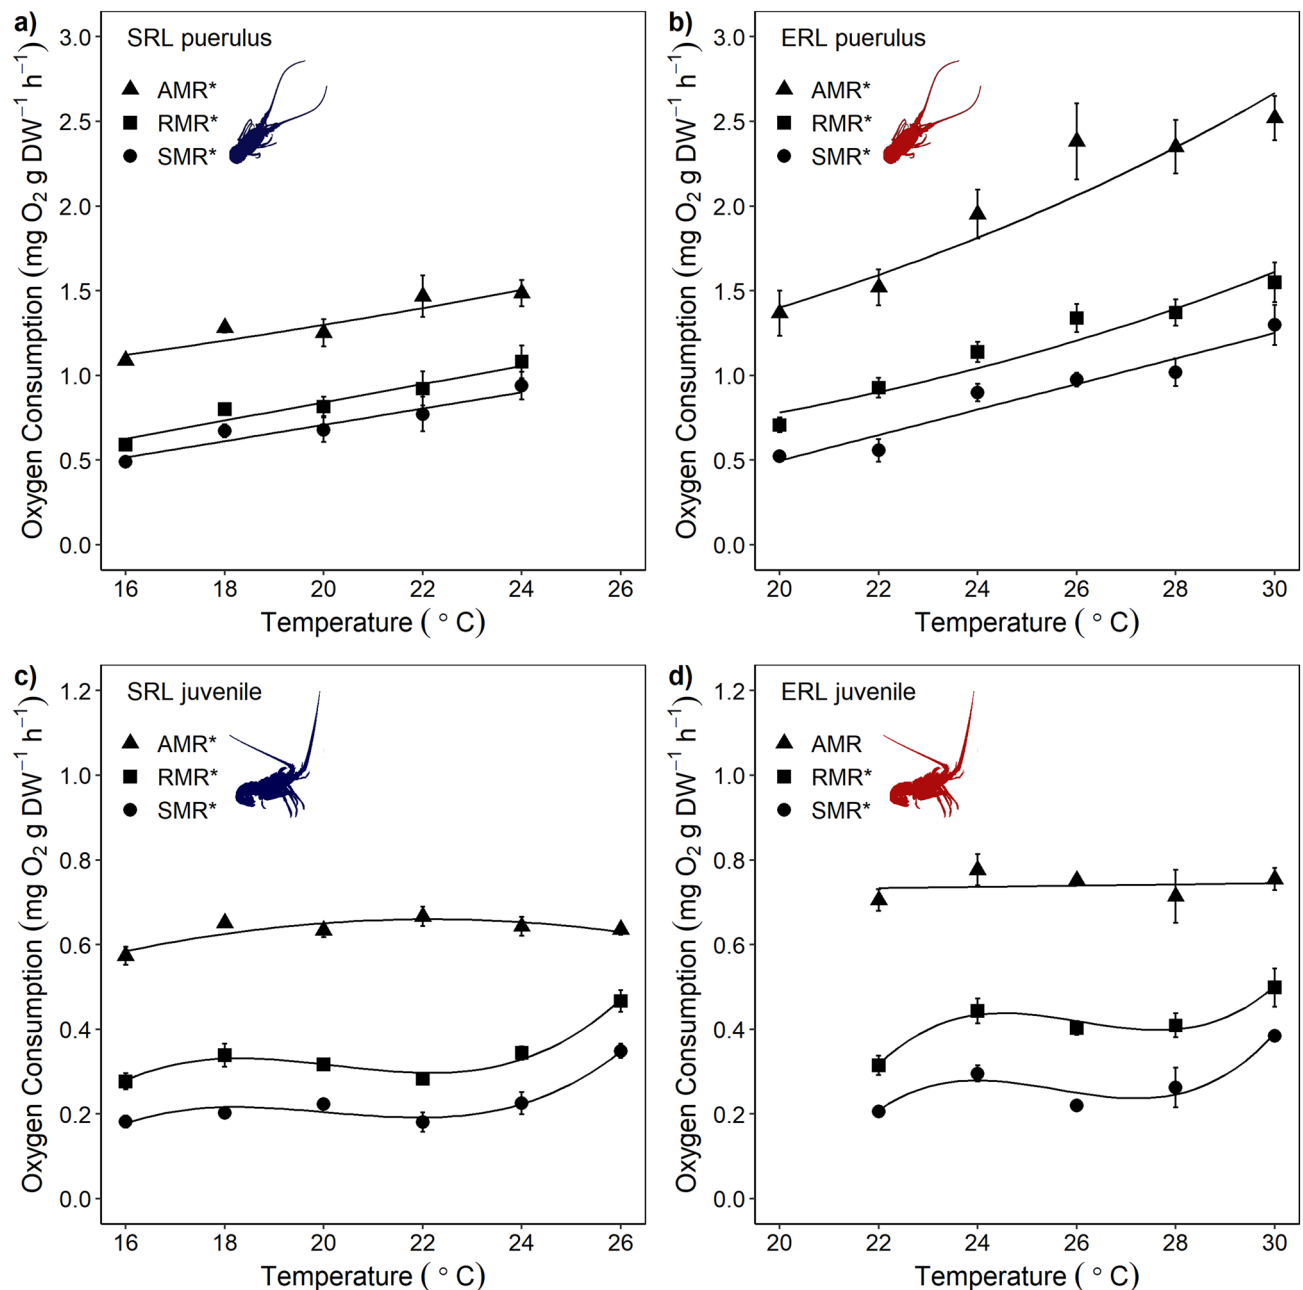 a)
SRL puerulus
AMR*
RMR*
SMR*
Oxygen Consumption (mg O₂ g DW⁻¹ h⁻¹)
3.0
2.5
2.0
1.5
1.0
0.5
0.0
16 18 20 22 24 26
Temperature ( ° C)
b)
ERL puerulus
AMR*
RMR*
SMR*
Oxygen Consumption (mg O₂ g DW⁻¹ h⁻¹)
3.0
2.5
2.0
1.5
1.0
0.5
0.0
20 22 24 26 28 30
Temperature ( ° C)
c)
SRL juvenile
AMR*
RMR*
SMR*
Oxygen Consumption (mg O₂ g DW⁻¹ h⁻¹)
1.2
1.0
0.8
0.6
0.4
0.2
0.0
16 18 20 22 24 26
Temperature ( ° C)
d)
ERL juvenile
AMR
RMR*
SMR*
Oxygen Consumption (mg O₂ g DW⁻¹ h⁻¹)
1.2
1.0
0.8
0.6
0.4
0.2
0.0
20 22 24 26 28 30
Temperature ( ° C)